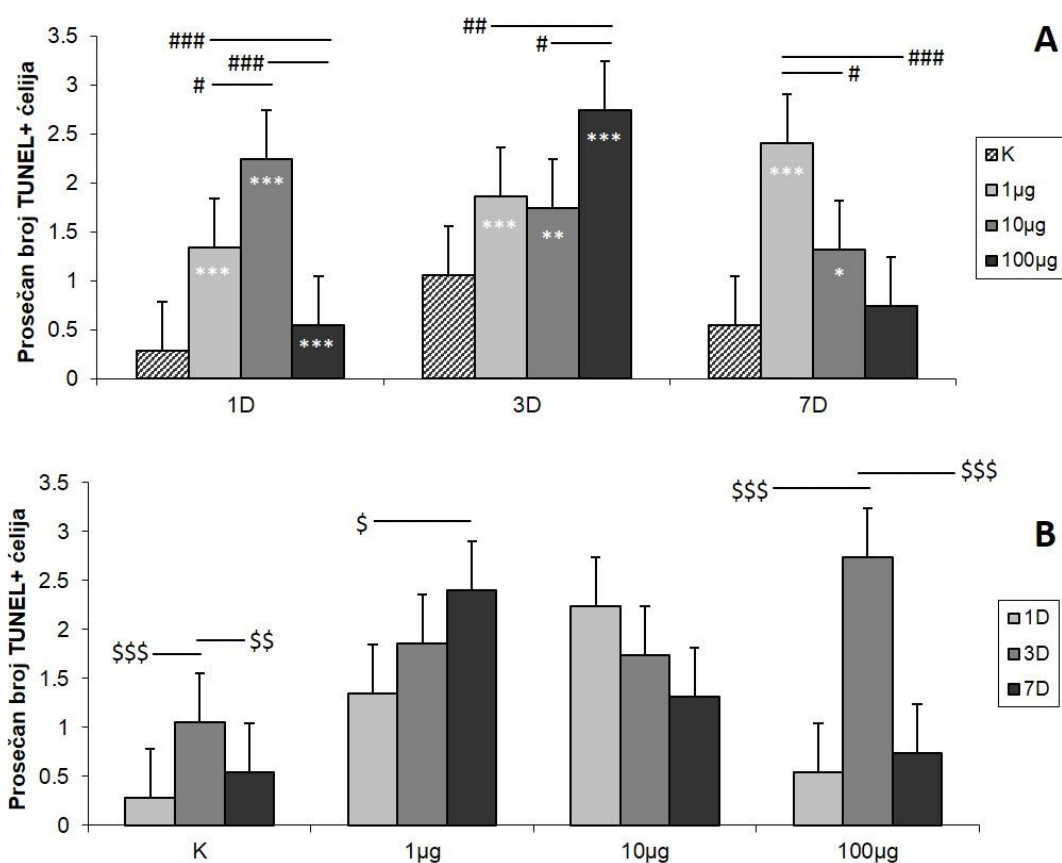 A
Prosečan broj TUNEL+ ćelija
3.5
3
2.5
2
1.5
1
0.5
0
###
###
#
##
#
###
#
***
***
***
***
**
***
***
*
1D
3D
7D
K
1µg
10µg
100µg
B
Prosečan broj TUNEL+ ćelija
3.5
3
2.5
2
1.5
1
0.5
0
$$$
$$
$
$$$
$$$
K
1µg
10µg
100µg
1D
3D
7D